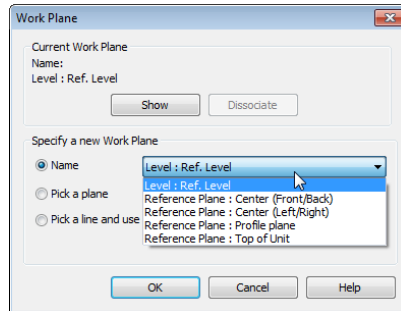 Work Plane
Current Work Plane
Name:
Level : Ref. Level
Show
Dissociate
Specify a new Work Plane
Name
Level : Ref. Level
Level : Ref. Level
Reference Plane : Center (Front/Back)
Pick a plane
Reference Plane : Center (Left/Right)
Reference Plane : Profile plane
Pick a line and use
Reference Plane : Top of Unit
OK
Cancel
Help